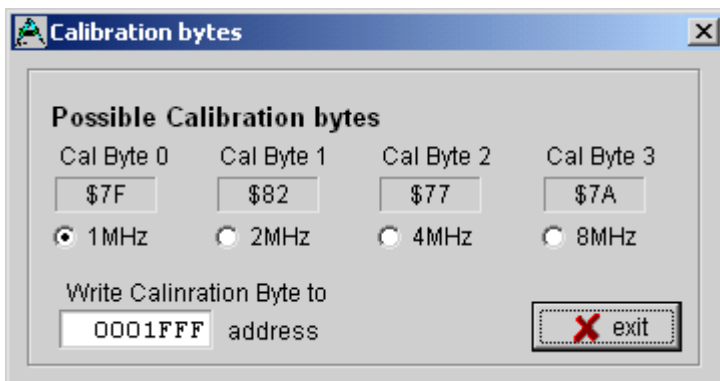 Calibration bytes
Possible Calibration bytes
Cal Byte 0 Cal Byte 1 Cal Byte 2 Cal Byte 3
$7F $82 $77 $7A
1MHz 2MHz 4MHz 8MHz
Write Calinration Byte to
0001FFF address
exit